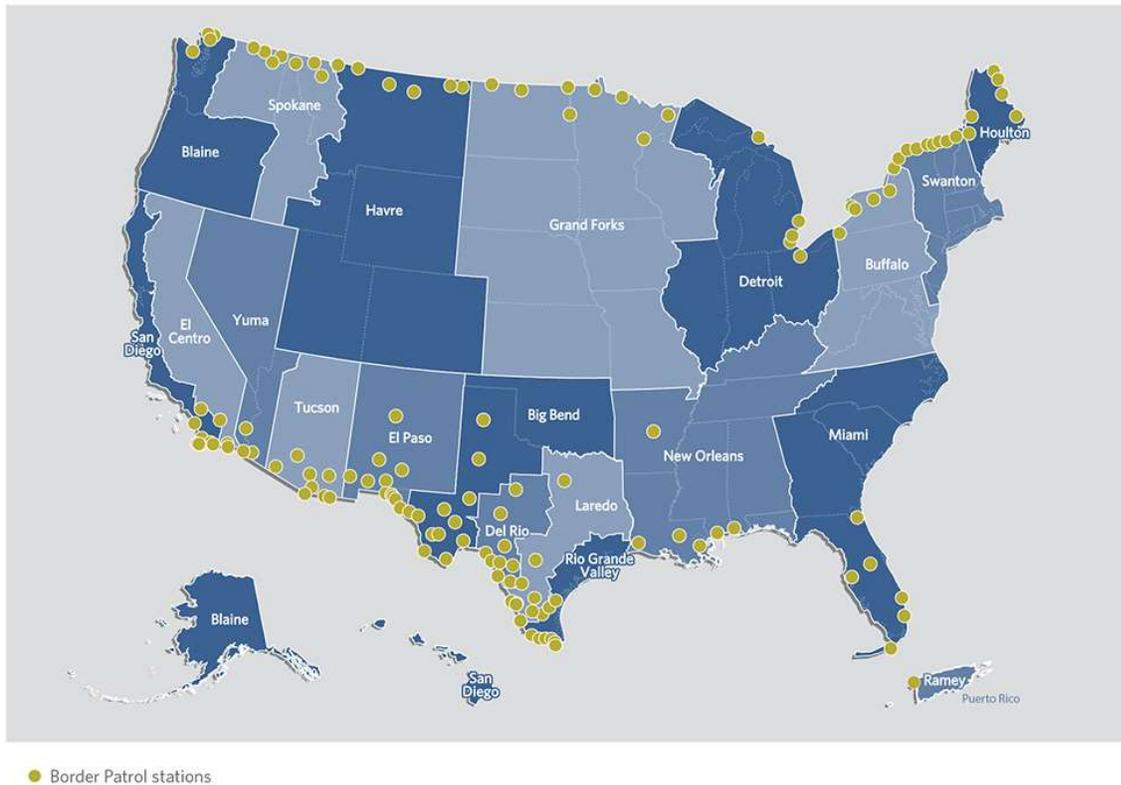 Spokane
Blaine
Houlton
Swanton
Havre
Grand Forks
Buffalo
Detroit
El
Centro
Yuma
San
Diego
Tucson
El Paso
Big Bend
New Orleans
Miami
Laredo
Del Rio
Rio Grande
Valley
Blaine
San
Diego
Ramey
Puerto Rico
Border Patrol stations